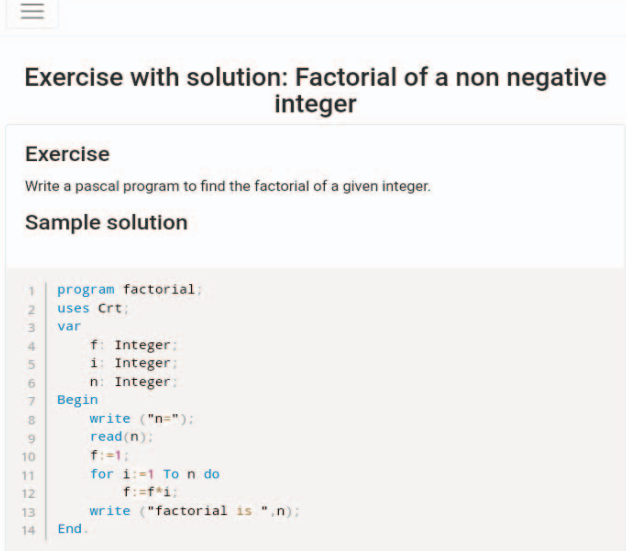 Exercise with solution: Factorial of a non negative
integer
Exercise
Write a pascal program to find the factorial of a given integer.
Sample solution
1 program factorial;
2 uses Crt;
3 var
4 f: Integer;
5 i: Integer;
6 n: Integer;
7 Begin
8 write ("n=");
9 read(n);
10 f:=1;
11 for i:=1 To n do
12 f:=f*i;
13 write ("factorial is ",n);
14 End.